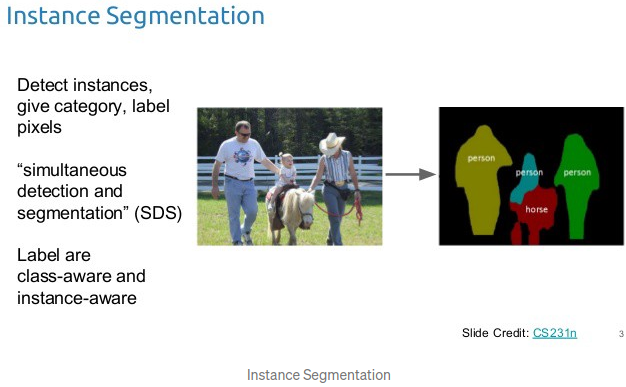 Instance Segmentation
Detect instances,
give category, label
pixels
“simultaneous
detection and
segmentation” (SDS)
Label are
class-aware and
instance-aware
person
person
person
horse
Slide Credit: CS231n
3
Instance Segmentation